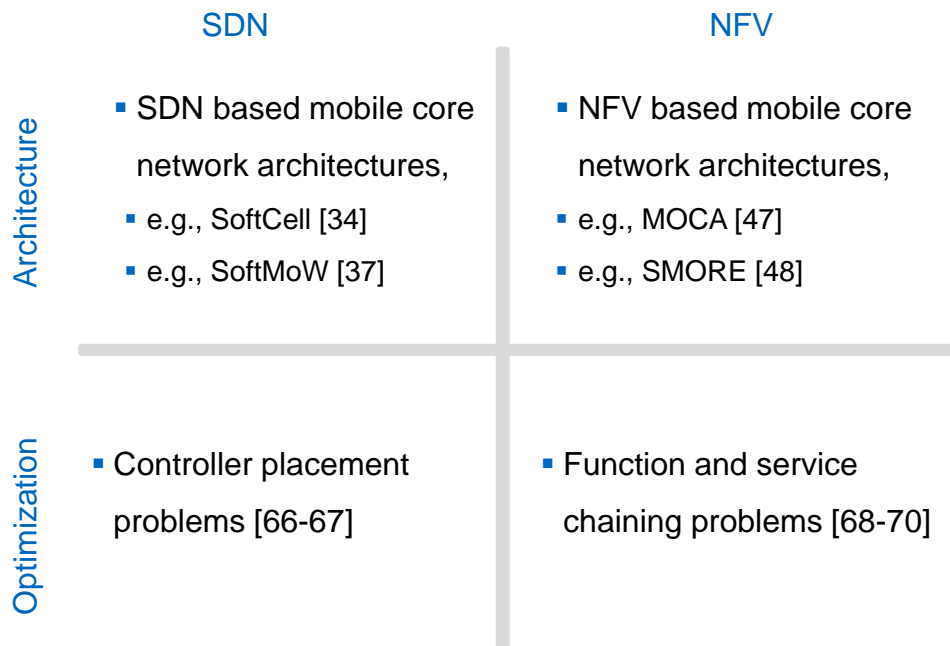 SDN
NFV
Architecture
▪ SDN based mobile core
network architectures,
▪ e.g., SoftCell [34]
▪ e.g., SoftMoW [37]
▪ NFV based mobile core
network architectures,
▪ e.g., MOCA [47]
▪ e.g., SMORE [48]
Optimization
▪ Controller placement
problems [66-67]
▪ Function and service
chaining problems [68-70]